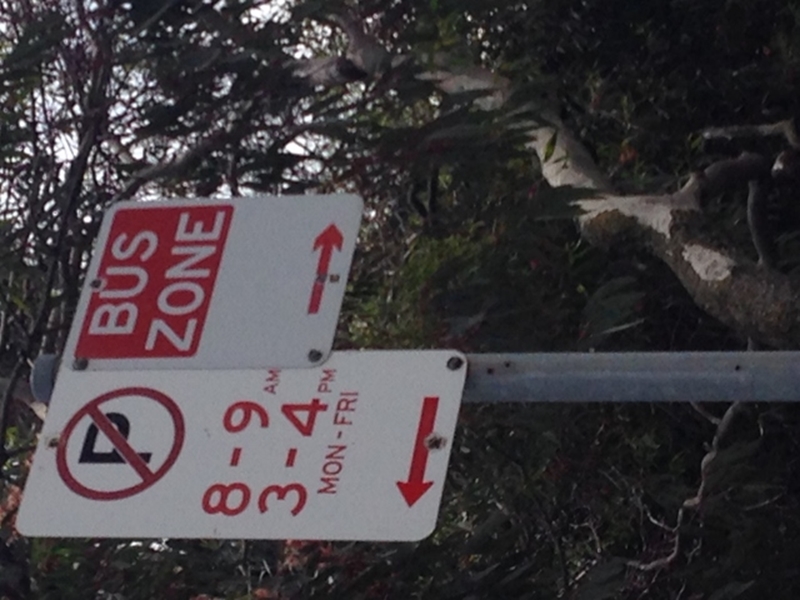 BUS
ZONE
P
8 - 9 AM
3 - 4 PM
MON - FRI